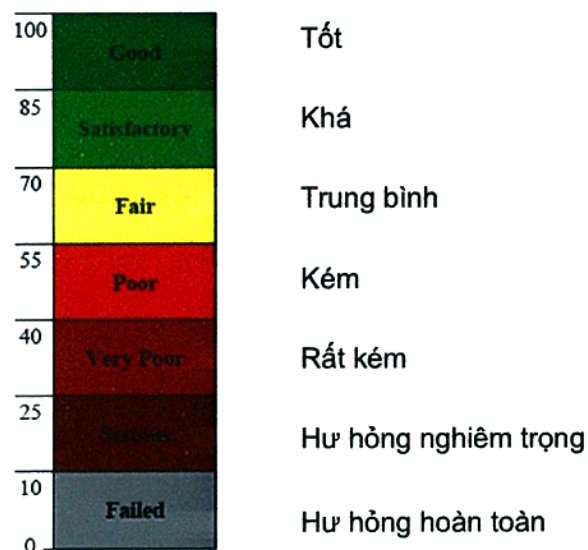 100
Good
Tốt
85
Satisfactory
Khá
70
Fair
Trung bình
55
Poor
Kém
40
Very Poor
Rất kém
25
Serious
Hư hỏng nghiêm trọng
10
Failed
Hư hỏng hoàn toàn
0